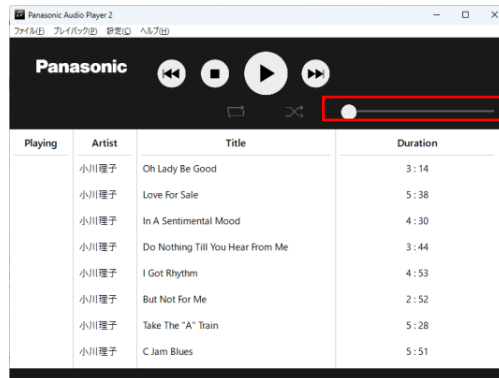 Panasonic Audio Player 2
ファイル(F) プレイバック(P) 設定(C) ヘルプ(H)
Panasonic
Playing Artist Title Duration
小川理子 Oh Lady Be Good 3 : 14
小川理子 Love For Sale 5 : 38
小川理子 In A Sentimental Mood 4 : 30
小川理子 Do Nothing Till You Hear From Me 3 : 44
小川理子 I Got Rhythm 4 : 53
小川理子 But Not For Me 2 : 52
小川理子 Take The "A" Train 5 : 28
小川理子 C Jam Blues 5 : 51